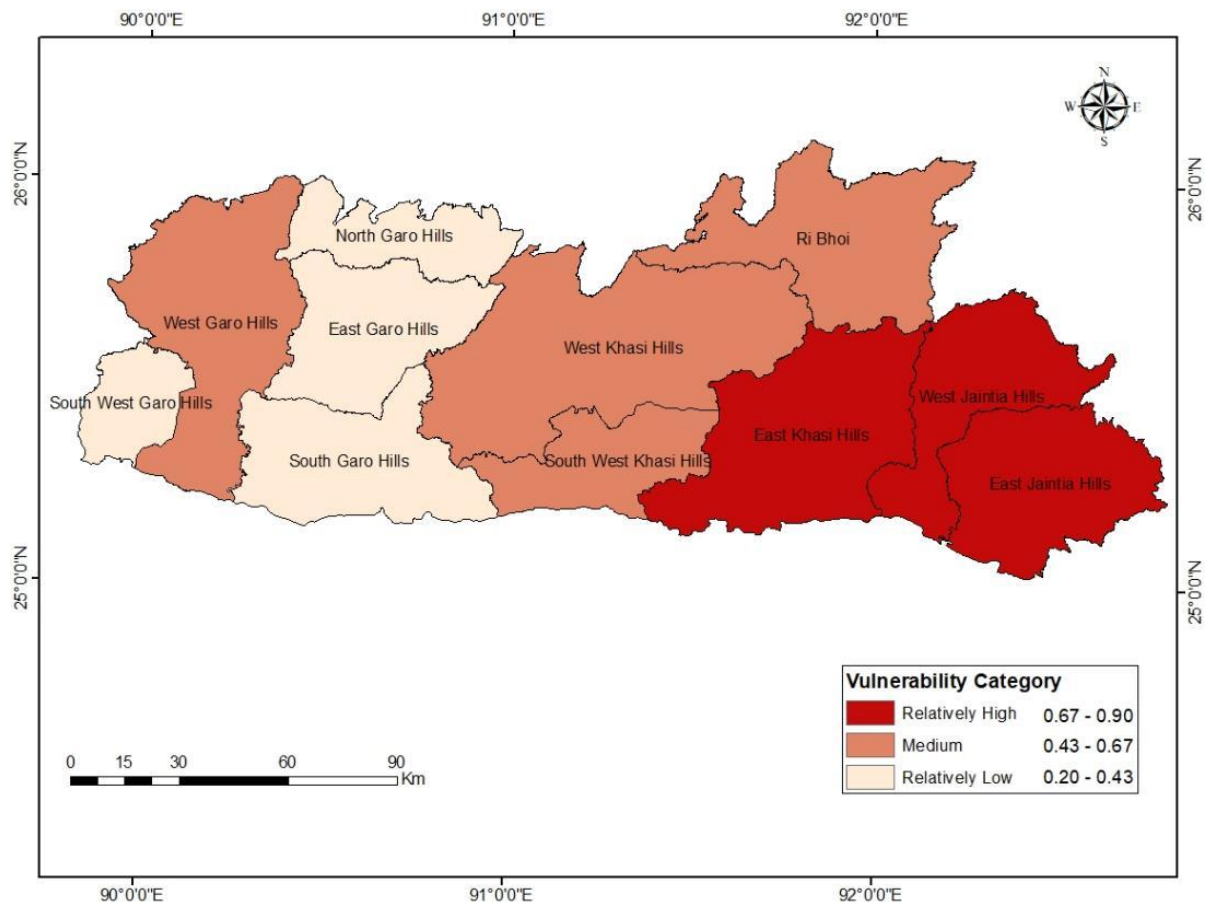 90°0'0"E 91°0'0"E 92°0'0"E
N
W E
S
26°0'0"N
26°0'0"N
North Garo Hills
Ri Bhoi
West Garo Hills
East Garo Hills
West Khasi Hills
South West Garo Hills
West Jaintia Hills
East Khasi Hills
South Garo Hills
South West Khasi Hills
East Jaintia Hills
25°0'0"N
25°0'0"N
Vulnerability Category
Relatively High 0.67 - 0.90
Medium 0.43 - 0.67
Relatively Low 0.20 - 0.43
0 15 30 60 90
Km
90°0'0"E 91°0'0"E 92°0'0"E